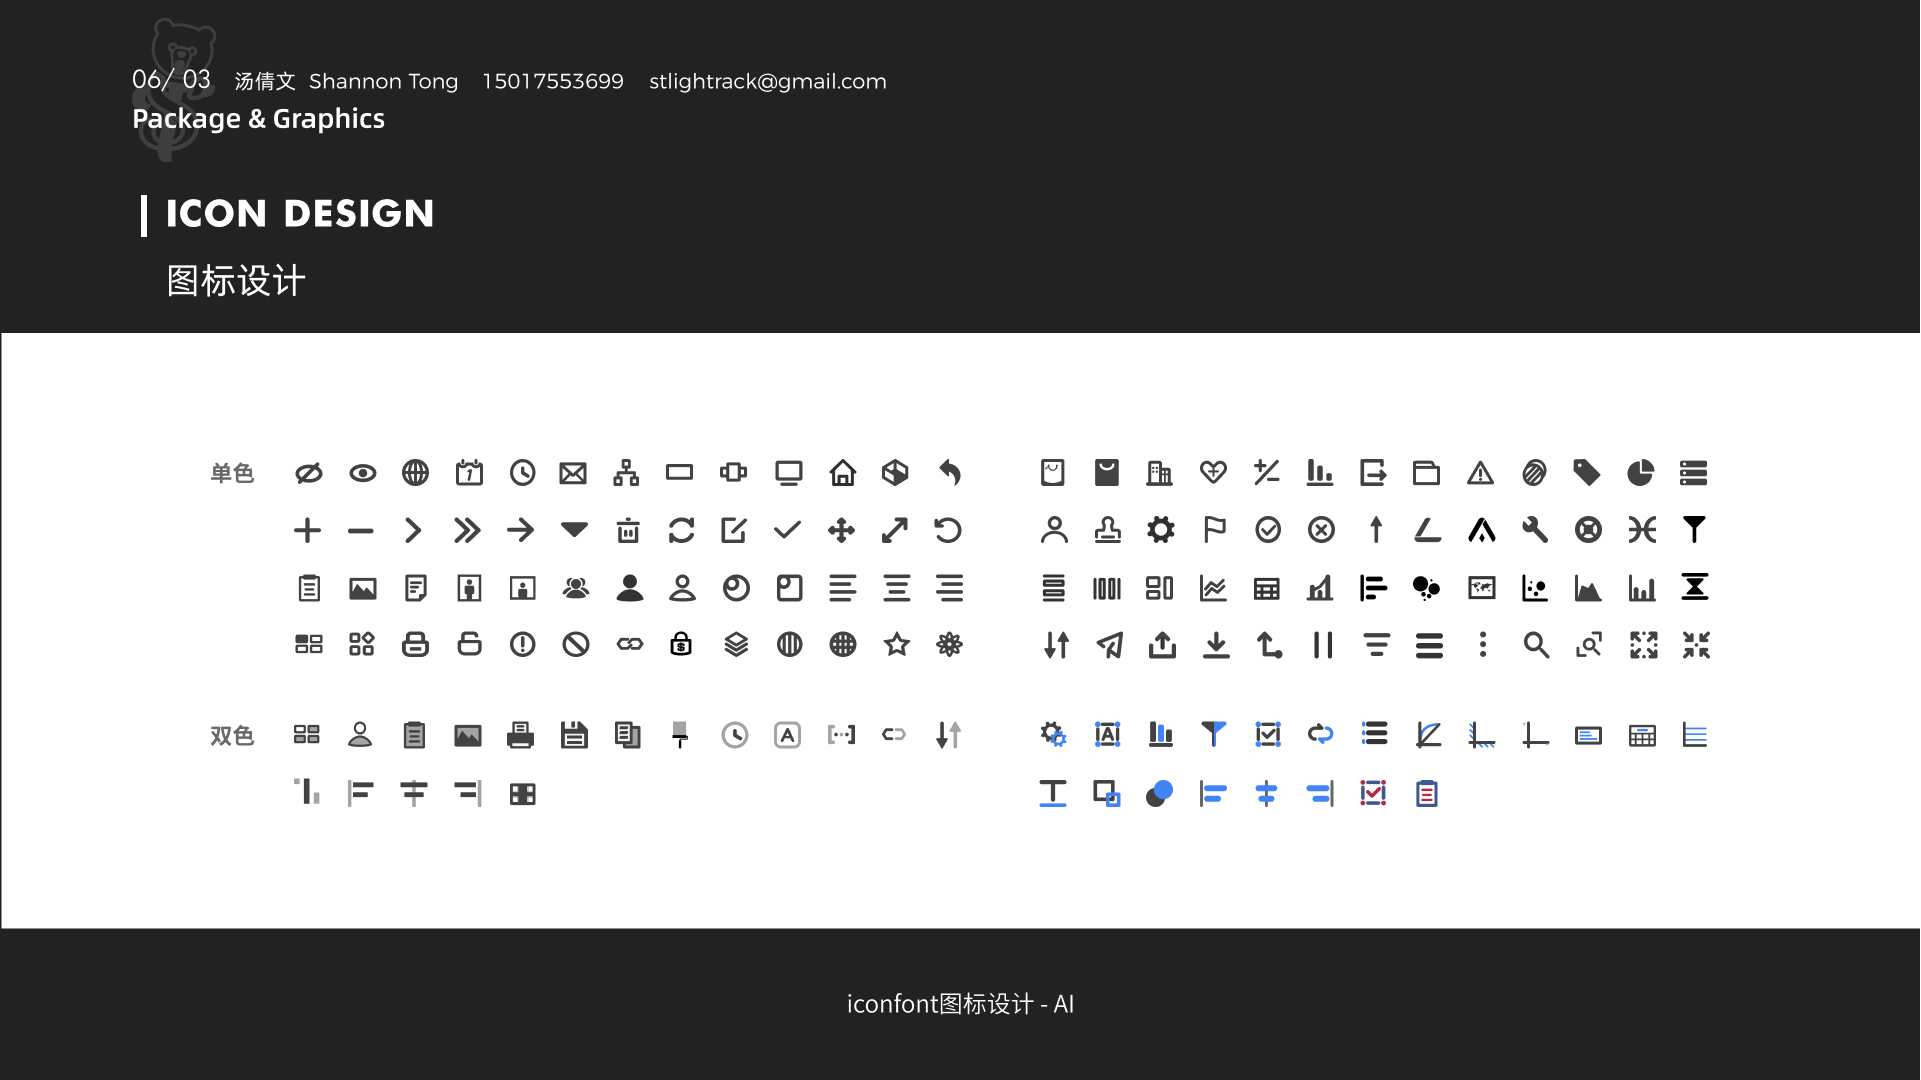 06/ 03 汤倩文 Shannon Tong 15017553699 stlightrack@gmail.com
Package & Graphics
ICON DESIGN
图标设计
单色
双色
iconfont图标设计 - AI